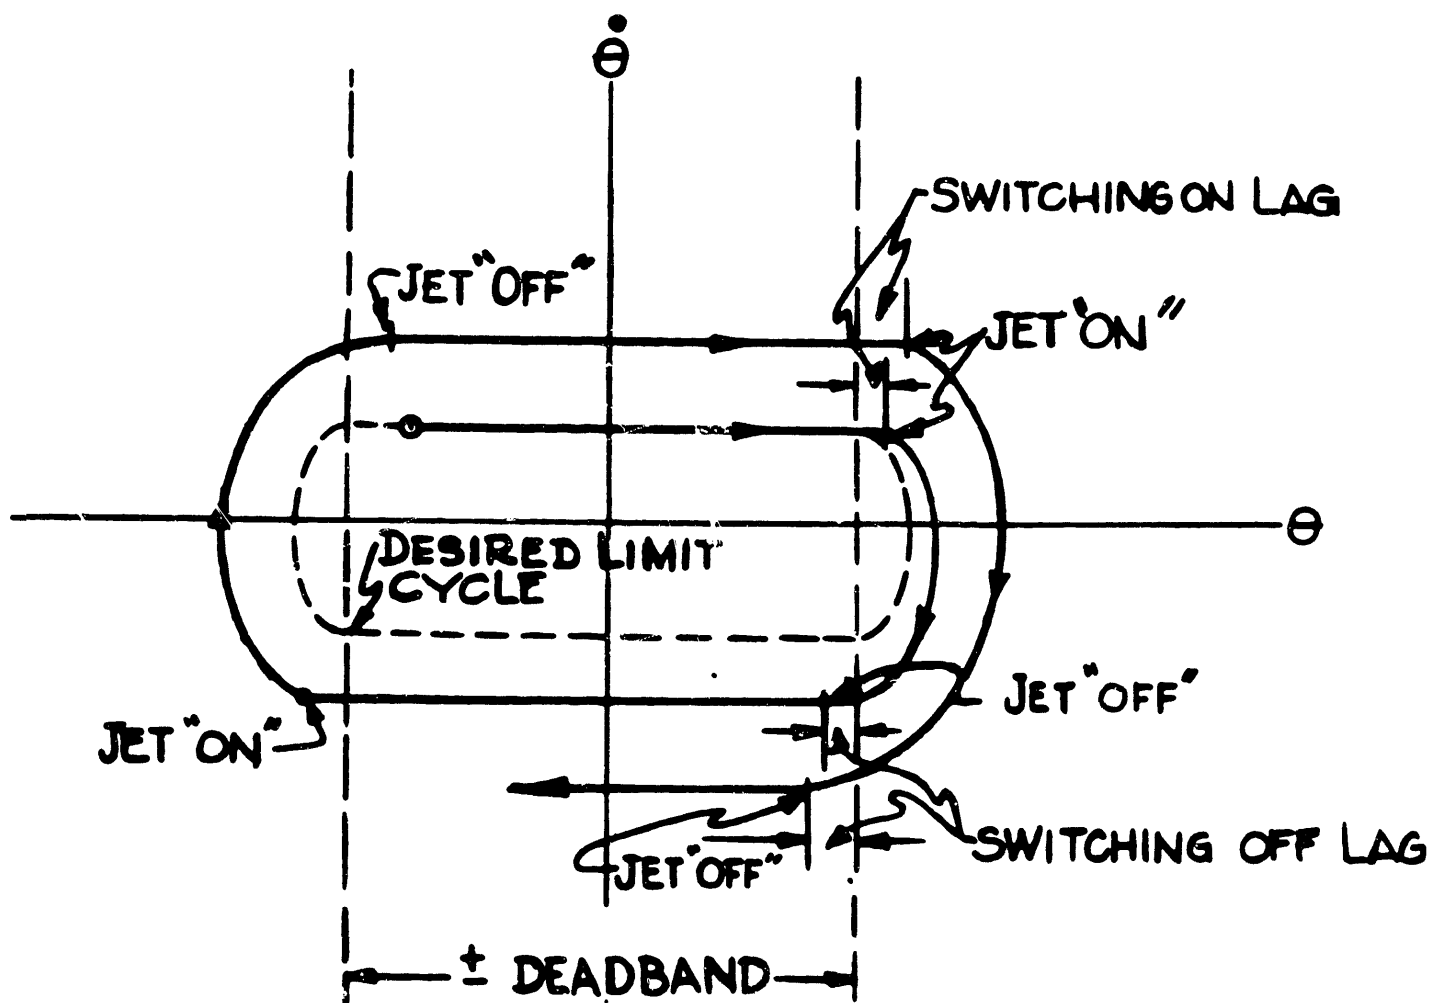 θ̇
SWITCHING ON LAG
JET "OFF"
JET "ON"
θ
DESIRED LIMIT
CYCLE
JET "OFF"
JET "ON"
SWITCHING OFF LAG
JET "OFF"
± DEADBAND